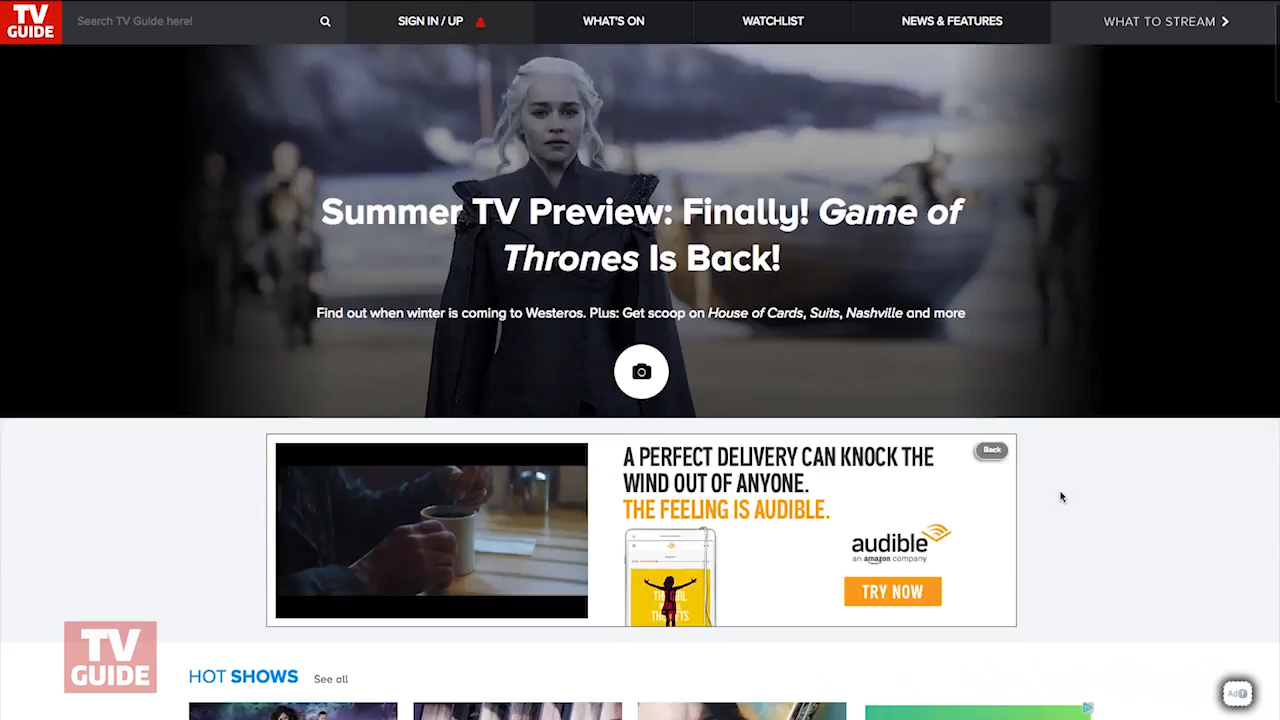 TV
GUIDE
Search TV Guide here!
SIGN IN / UP
WHAT'S ON
WATCHLIST
NEWS & FEATURES
WHAT TO STREAM
Summer TV Preview: Finally! Game of
Thrones Is Back!
Find out when winter is coming to Westeros. Plus: Get scoop on House of Cards, Suits, Nashville and more
A PERFECT DELIVERY CAN KNOCK THE
WIND OUT OF ANYONE.
THE FEELING IS AUDIBLE.
Back
audible
an amazon company
TRY NOW
TV
GUIDE
HOT SHOWS
See all
Ad